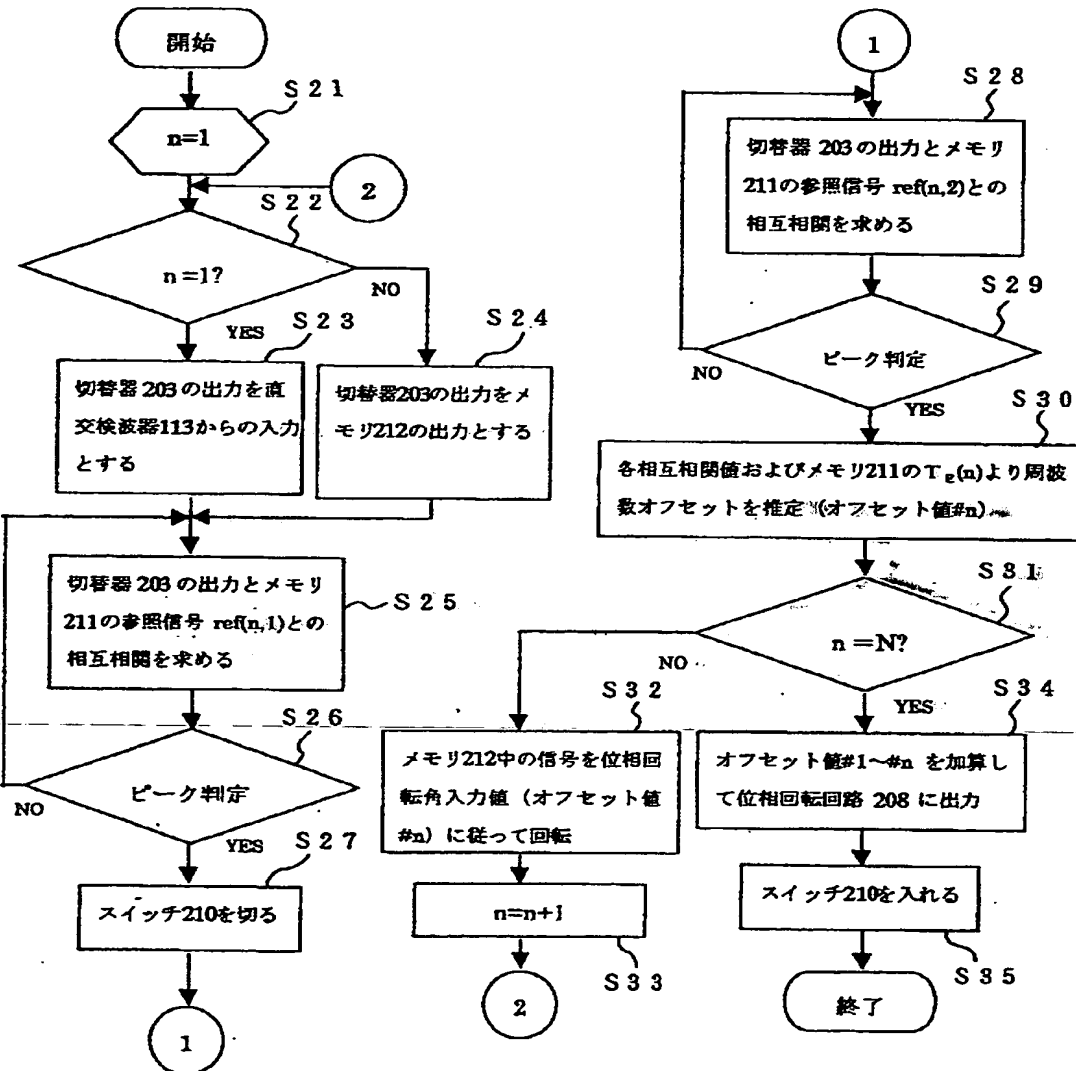 開始
S21
n=1
2
S22
n=1?
NO
YES
S23
S24
切替器203の出力を直
交検波器113からの入力
とする
切替器203の出力をメ
モリ212の出力とする
切替器203の出力とメモリ
211の参照信号 ref(n,1)との
相互相関を求める
S25
S26
ピーク判定
NO
YES
S27
スイッチ210を切る
1
1
S28
切替器203の出力とメモリ
211の参照信号 ref(n,2)との
相互相関を求める
S29
ピーク判定
NO
YES
S30
各相互相関値およびメモリ211のTg(n)より周波
数オフセットを推定 (オフセット値#n)
S31
n=N?
NO
YES
S32
S34
メモリ212中の信号を位相回
転角入力値（オフセット値
#n）に従って回転
オフセット値#1~#n を加算し
て位相回転回路 208 に出力
n=n+1
S33
2
スイッチ210を入れる
S35
終了